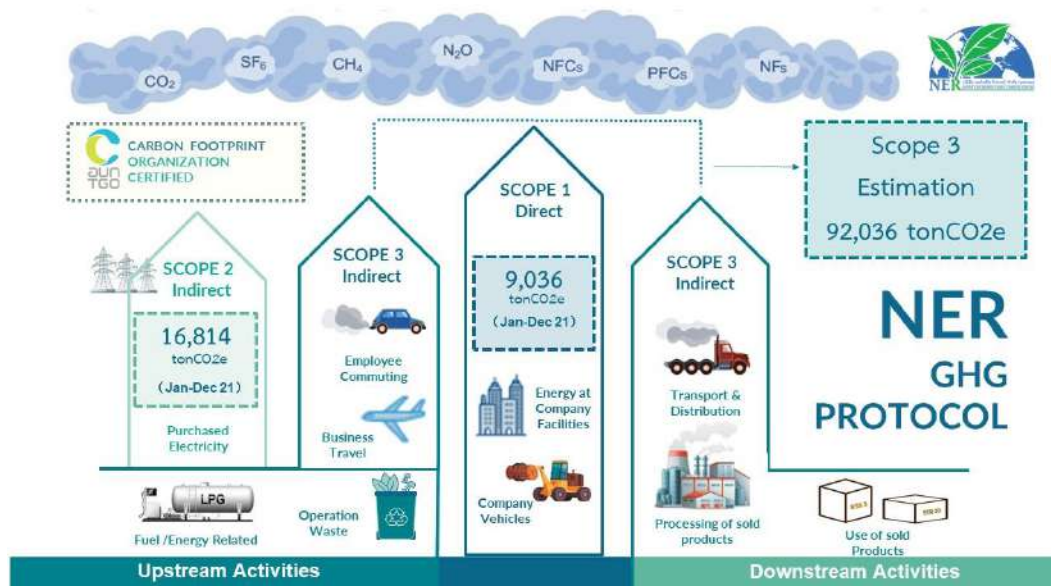 CO₂
SF₆
CH₄
N₂O
NFCs
PFCs
NFs
NER
CARBON FOOTPRINT
ORGANIZATION
CERTIFIED
TGO
Scope 3
Estimation
92,036 tonCO2e
SCOPE 2
Indirect
16,814
tonCO2e
(Jan-Dec 21)
Purchased
Electricity
SCOPE 3
Indirect
Employee
Commuting
Business
Travel
SCOPE 1
Direct
9,036
tonCO2e
(Jan-Dec 21)
Energy at
Company
Facilities
Company
Vehicles
SCOPE 3
Indirect
Transport &
Distribution
Processing of sold
products
NER
GHG
PROTOCOL
LPG
Fuel /Energy Related
Operation
Waste
Use of sold
Products
Upstream Activities
Downstream Activities